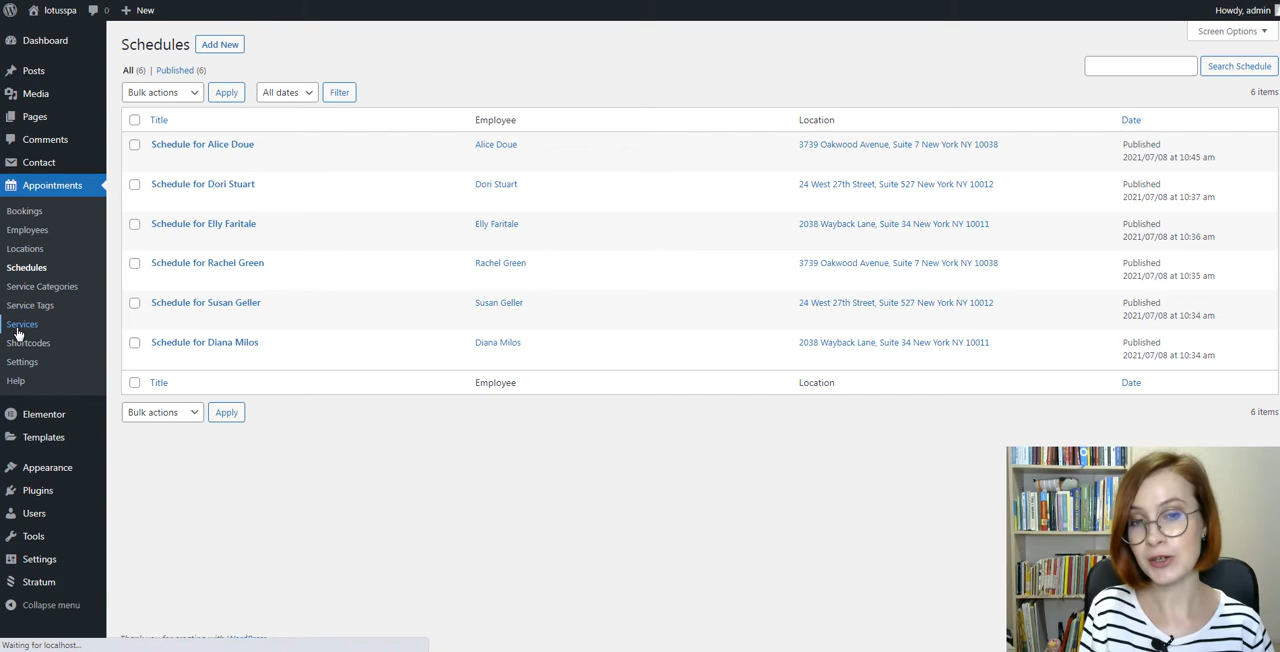 lotusspa 0 New Howdy, admin
Dashboard
Posts
Media
Pages
Comments
Contact
Appointments
Bookings
Employees
Locations
Schedules
Service Categories
Service Tags
Services
Shortcodes
Settings
Help
Elementor
Templates
Appearance
Plugins
Users
Tools
Settings
Stratum
Collapse menu
Screen Options
Schedules Add New
All (6) | Published (6)
Search Schedule
Bulk actions Apply All dates Filter 6 items
Title Employee Location Date
Schedule for Alice Doue Alice Doue 3739 Oakwood Avenue, Suite 7 New York NY 10038 Published
2021/07/08 at 10:45 am
Schedule for Dori Stuart Dori Stuart 24 West 27th Street, Suite 527 New York NY 10012 Published
2021/07/08 at 10:37 am
Schedule for Elly Faritale Elly Faritale 2038 Wayback Lane, Suite 34 New York NY 10011 Published
2021/07/08 at 10:36 am
Schedule for Rachel Green Rachel Green 3739 Oakwood Avenue, Suite 7 New York NY 10038 Published
2021/07/08 at 10:35 am
Schedule for Susan Geller Susan Geller 24 West 27th Street, Suite 527 New York NY 10012 Published
2021/07/08 at 10:34 am
Schedule for Diana Milos Diana Milos 2038 Wayback Lane, Suite 34 New York NY 10011 Published
2021/07/08 at 10:34 am
Title Employee Location Date
Bulk actions Apply 6 items
Thank you for creating with WordPress
Waiting for localhost...